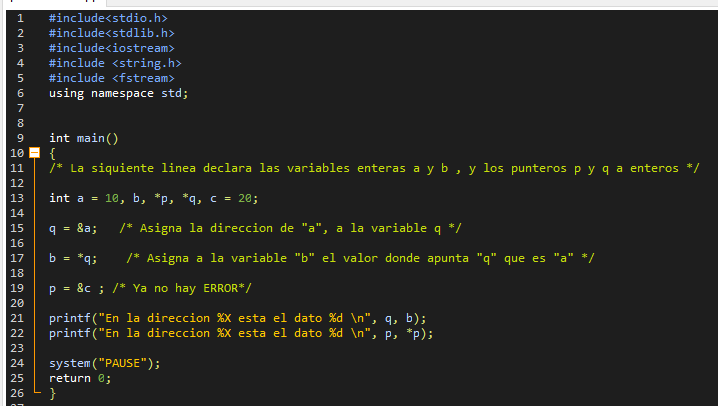 1 #include<stdio.h>
2 #include<stdlib.h>
3 #include<iostream>
4 #include <string.h>
5 #include <fstream>
6 using namespace std;
7
8
9 int main()
10 {
11 /* La siquiente linea declara las variables enteras a y b , y los punteros p y q a enteros */
12
13 int a = 10, b, *p, *q, c = 20;
14
15 q = &a;   /* Asigna la direccion de "a", a la variable q */
16
17 b = *q;    /* Asigna a la variable "b" el valor donde apunta "q" que es "a" */
18
19 p = &c ; /* Ya no hay ERROR*/
20
21 printf("En la direccion %X esta el dato %d \n", q, b);
22 printf("En la direccion %X esta el dato %d \n", p, *p);
23
24 system("PAUSE");
25 return 0;
26 }